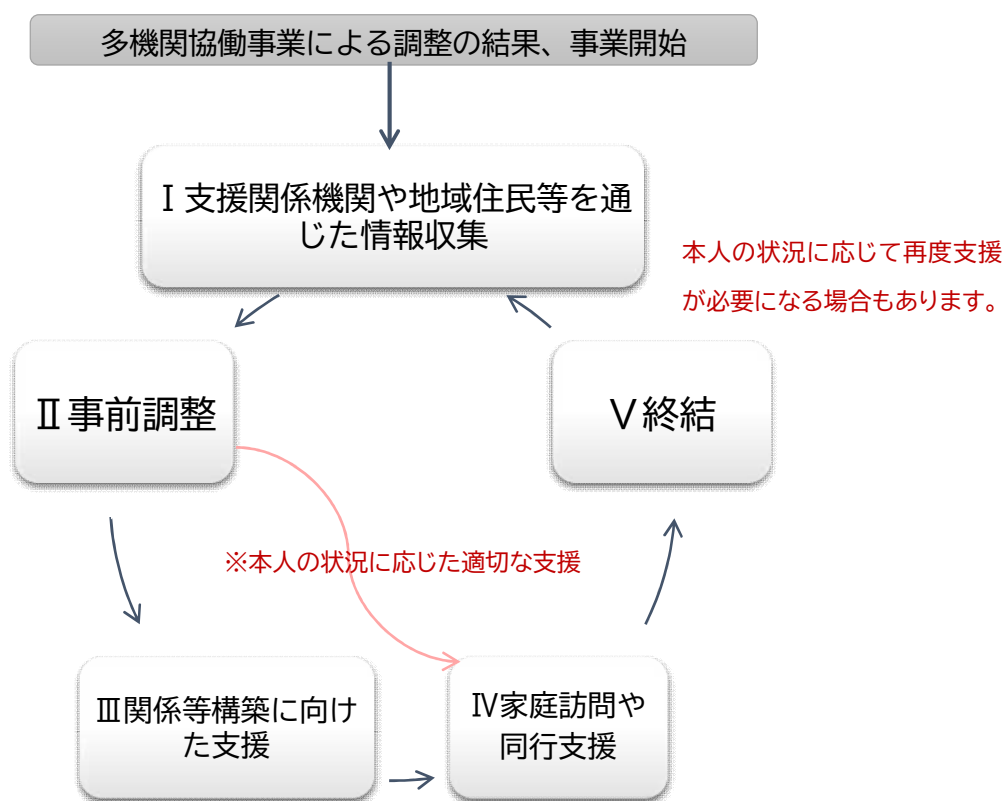 多機関協働事業による調整の結果、事業開始
Ⅰ支援関係機関や地域住民等を通
じた情報収集
本人の状況に応じて再度支援
が必要になる場合もあります。
Ⅱ事前調整
Ⅴ終結
※本人の状況に応じた適切な支援
Ⅲ関係等構築に向け
た支援
Ⅳ家庭訪問や
同行支援